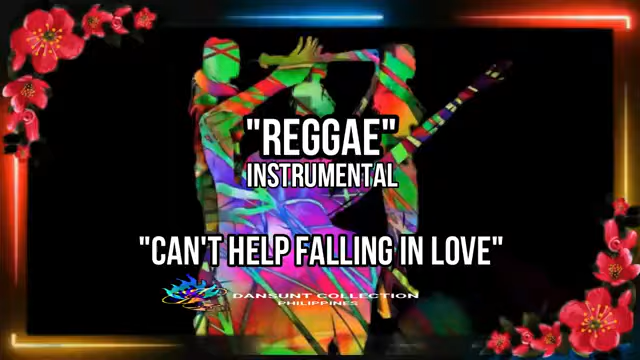 "REGGAE"
INSTRUMENTAL
"CAN'T HELP FALLING IN LOVE"
DANSUNT COLLECTION
PHILIPPINES